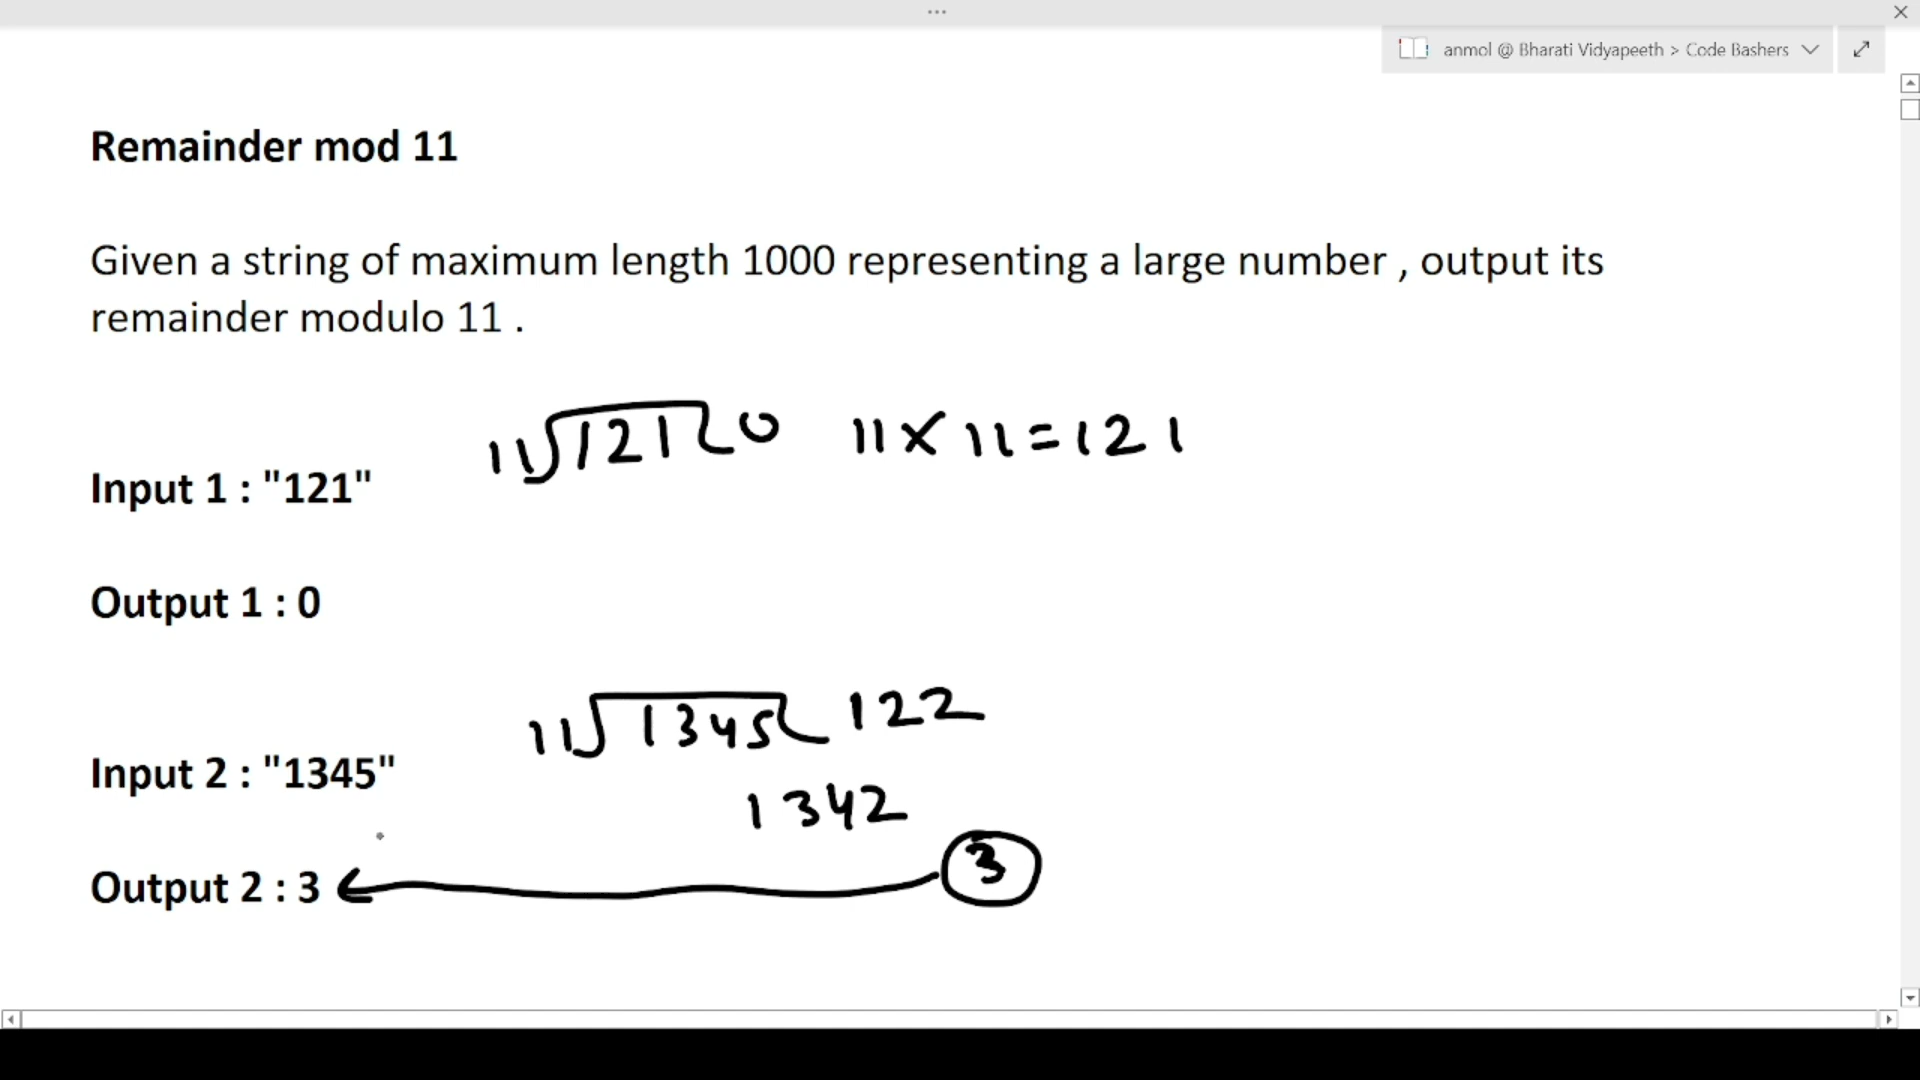 anmol @ Bharati Vidyapeeth > Code Bashers
Remainder mod 11
Given a string of maximum length 1000 representing a large number , output its
remainder modulo 11 .
11 121 0 11 × 11 = 121
Input 1 : "121"
Output 1 : 0
11 1345 122
Input 2 : "1345"
1342
3
Output 2 : 3